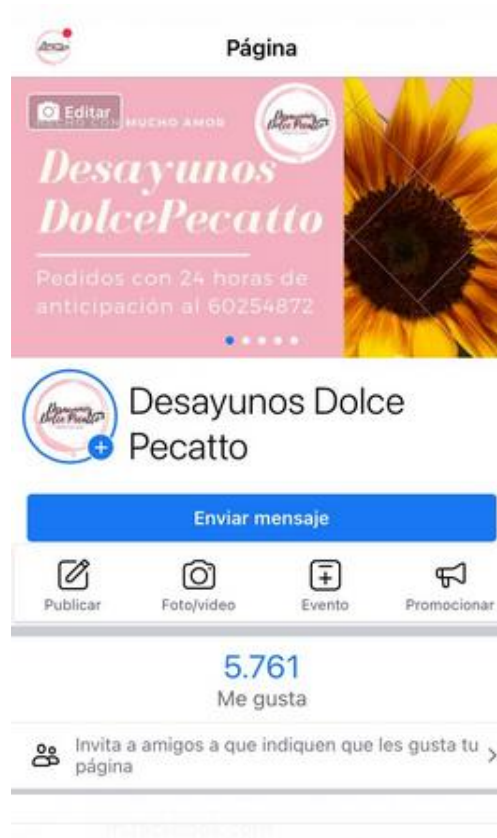 Página
Editar
MUCHO AMOR
Desayunos
DolcePecatto
Pedidos con 24 horas de
anticipación al 60254872
Desayunos Dolce
Pecatto
Enviar mensaje
Publicar
Foto/video
Evento
Promocionar
5.761
Me gusta
Invita a amigos a que indiquen que les gusta tu
página